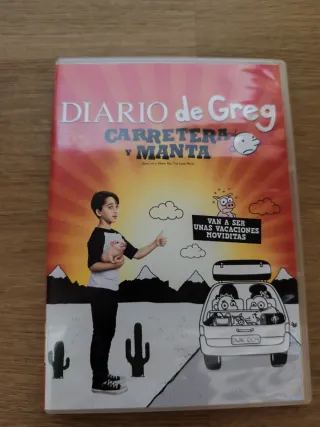 DIARIO de Greg
CARRETERA
Y MANTA
VAN A SER
UNAS VACACIONES
MOVIDITAS